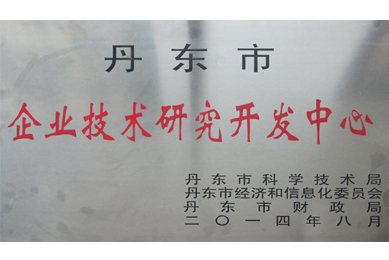 丹东市
企业技术研究开发中心
丹东市科学技术局
丹东市经济和信息化委员会
丹东市财政局
二〇一四年八月